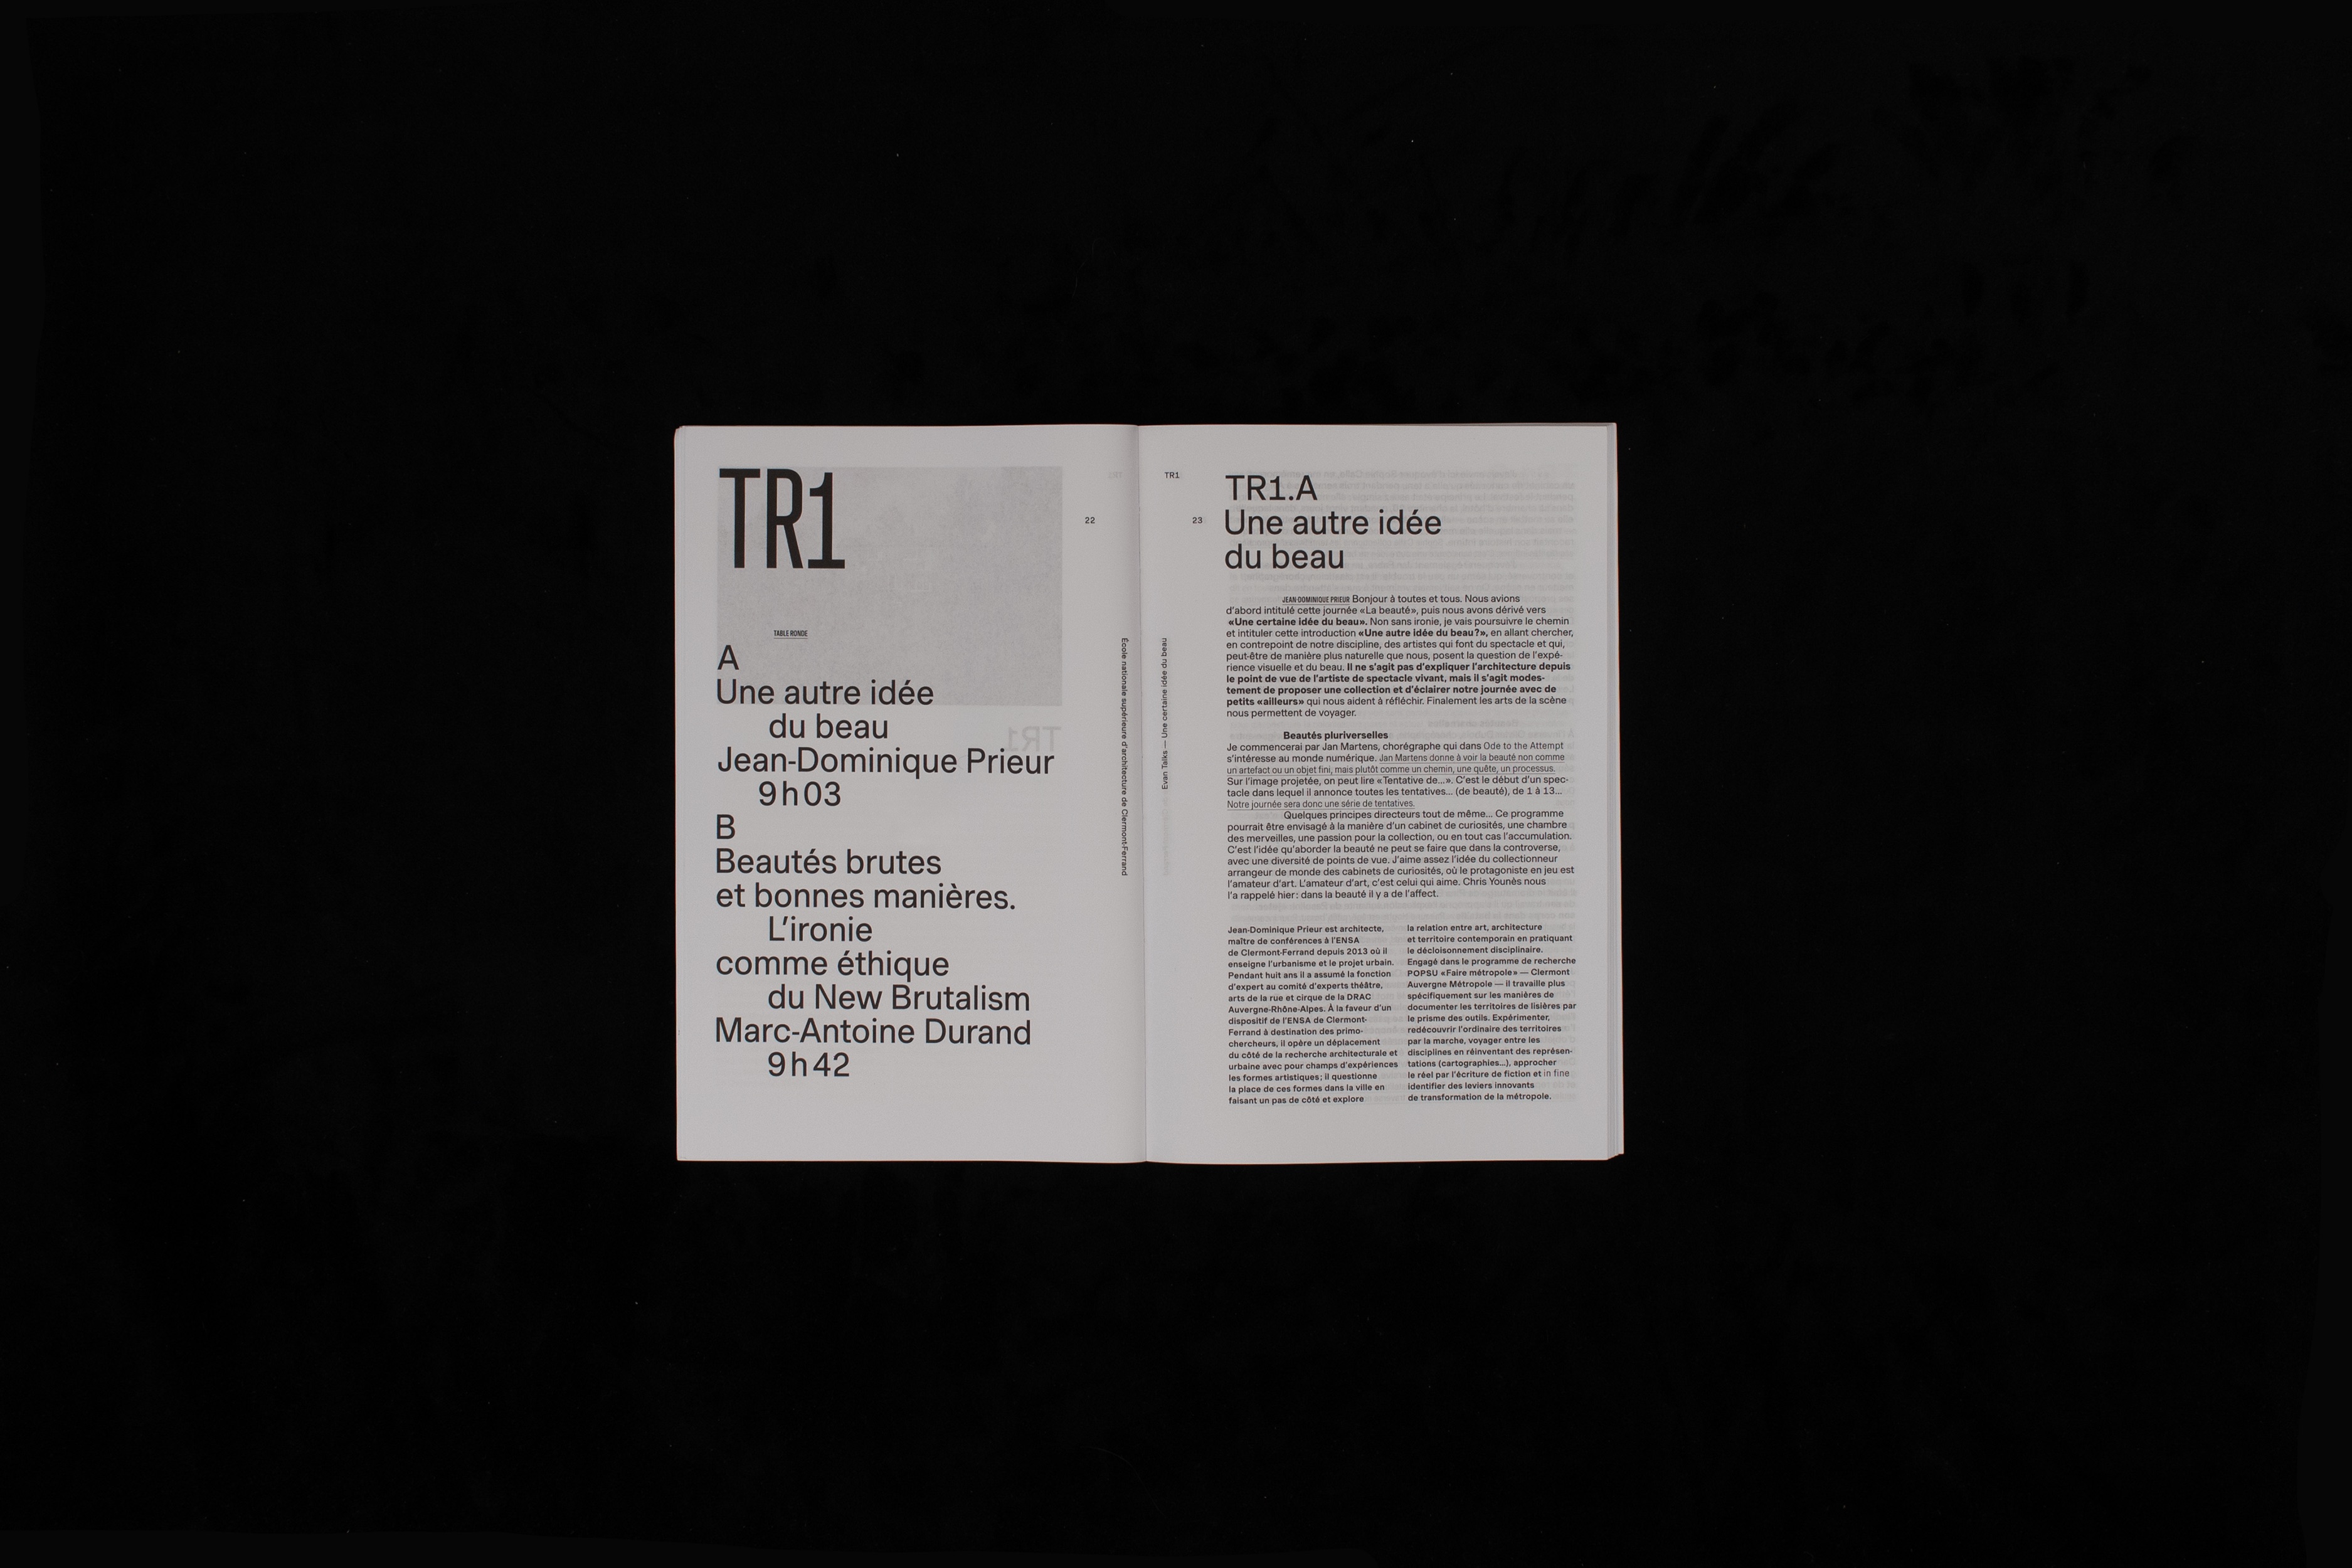 TR1
TABLE RONDE
A
Une autre idée
du beau
Jean-Dominique Prieur
9 h 03
B
Beautés brutes
et bonnes manières.
L’ironie
comme éthique
du New Brutalism
Marc-Antoine Durand
9 h 42
22
École nationale supérieure d’architecture de Clermont-Ferrand
TR1
23
Evan Talks — Une certaine idée du beau
TR1.A
Une autre idée
du beau
JEAN-DOMINIQUE PRIEUR Bonjour à toutes et tous. Nous avions
d’abord intitulé cette journée «La beauté», puis nous avons dérivé vers
«Une certaine idée du beau». Non sans ironie, je vais poursuivre le chemin
et intituler cette introduction «Une autre idée du beau?», en allant chercher,
en contrepoint de notre discipline, des artistes qui font du spectacle et qui,
peut-être de manière plus naturelle que nous, posent la question de l’expé-
rience visuelle et du beau. Il ne s’agit pas d’expliquer l’architecture depuis
le point de vue de l’artiste de spectacle vivant, mais il s’agit modes-
tement de proposer une collection et d’éclairer notre journée avec de
petits «ailleurs» qui nous aident à réfléchir. Finalement les arts de la scène
nous permettent de voyager.
Beautés pluriverselles
Je commencerai par Jan Martens, chorégraphe qui dans Ode to the Attempt
s’intéresse au monde numérique. Jan Martens donne à voir la beauté non comme
un artefact ou un objet fini, mais plutôt comme un chemin, une quête, un processus.
Sur l’image projetée, on peut lire «Tentative de…». C’est le début d’un spec-
tacle dans lequel il annonce toutes les tentatives… (de beauté), de 1 à 13…
Notre journée sera donc une série de tentatives.
Quelques principes directeurs tout de même… Ce programme
pourrait être envisagé à la manière d’un cabinet de curiosités, une chambre
des merveilles, une passion pour la collection, ou en tout cas l’accumulation.
C’est l’idée qu’aborder la beauté ne peut se faire que dans la controverse,
avec une diversité de points de vue. J’aime assez l’idée du collectionneur
arrangeur de monde des cabinets de curiosités, où le protagoniste en jeu est
l’amateur d’art. L’amateur d’art, c’est celui qui aime. Chris Younès nous
l’a rappelé hier: dans la beauté il y a de l’affect.
Jean-Dominique Prieur est architecte,
maître de conférences à l’ENSA
de Clermont-Ferrand depuis 2013 où il
enseigne l’urbanisme et le projet urbain.
Pendant huit ans il a assumé la fonction
d’expert au comité d’experts théâtre,
arts de la rue et cirque de la DRAC
Auvergne-Rhône-Alpes. À la faveur d’un
dispositif de l’ENSA de Clermont-
Ferrand à destination des primo-
chercheurs, il opère un déplacement
du côté de la recherche architecturale et
urbaine avec pour champs d’expériences
les formes artistiques; il questionne
la place de ces formes dans la ville en
faisant un pas de côté et explore
la relation entre art, architecture
et territoire contemporain en pratiquant
le décloisonnement disciplinaire.
Engagé dans le programme de recherche
POPSU «Faire métropole» — Clermont
Auvergne Métropole — il travaille plus
spécifiquement sur les manières de
documenter les territoires de lisières par
le prisme des outils. Expérimenter,
redécouvrir l’ordinaire des territoires
par la marche, voyager entre les
disciplines en réinventant des représen-
tations (cartographies…), approcher
le réel par l’écriture de fiction et in fine
identifier des leviers innovants
de transformation de la métropole.